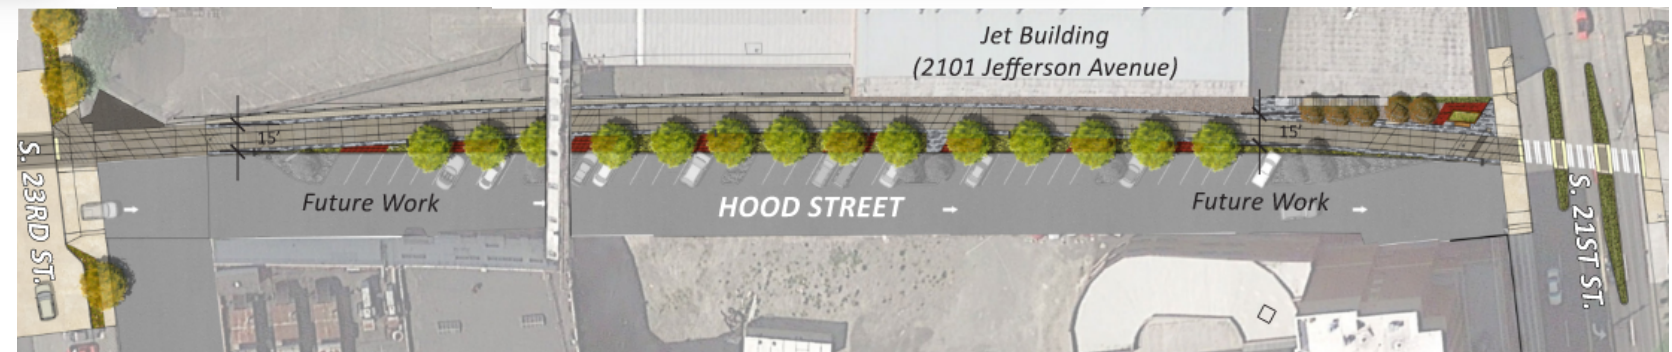 Jet Building
(2101 Jefferson Avenue)
15'
15'
S. 23RD ST.
Future Work
HOOD STREET
Future Work
S. 21ST ST.